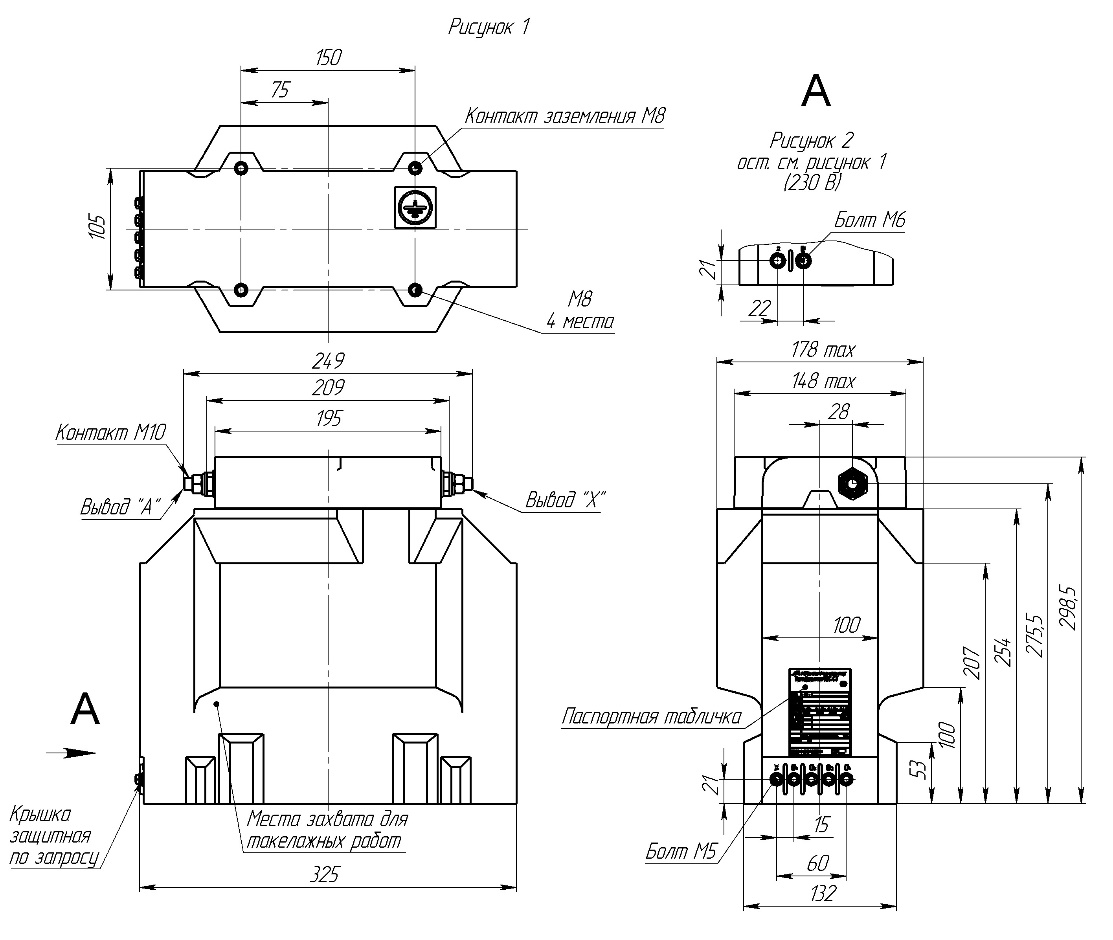 Рисунок 1
150
75
Контакт заземления М8
105
М8
4 места
А
Рисунок 2
ост. см. рисунок 1
(230 В)
Болт М6
21
22
249
209
195
Контакт М10
Вывод "А"
Вывод "Х"
А
Крышка
защитная
по запросу
Места захвата для
такелажных работ
325
178 max
148 max
28
100
Паспортная табличка
207
254
275,5
298,5
100
53
21
15
Болт М5
60
132